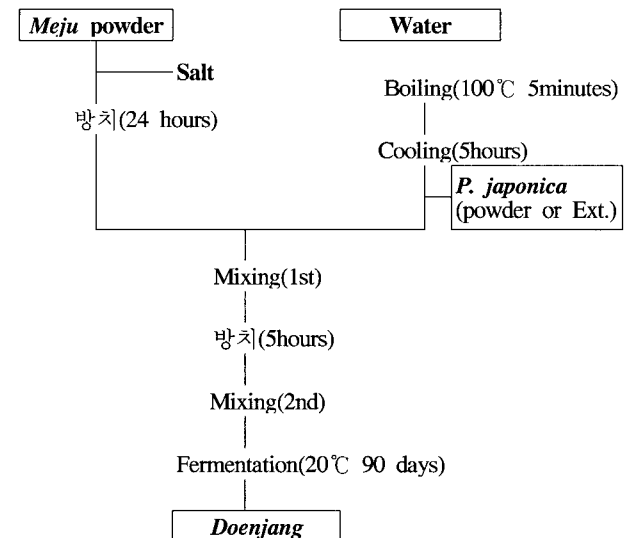 Meju powder
Water
Salt
Boiling(100℃ 5minutes)
방치(24 hours)
Cooling(5hours)
P. japonica
(powder or Ext.)
Mixing(1st)
방치(5hours)
Mixing(2nd)
Fermentation(20℃ 90 days)
Doenjang